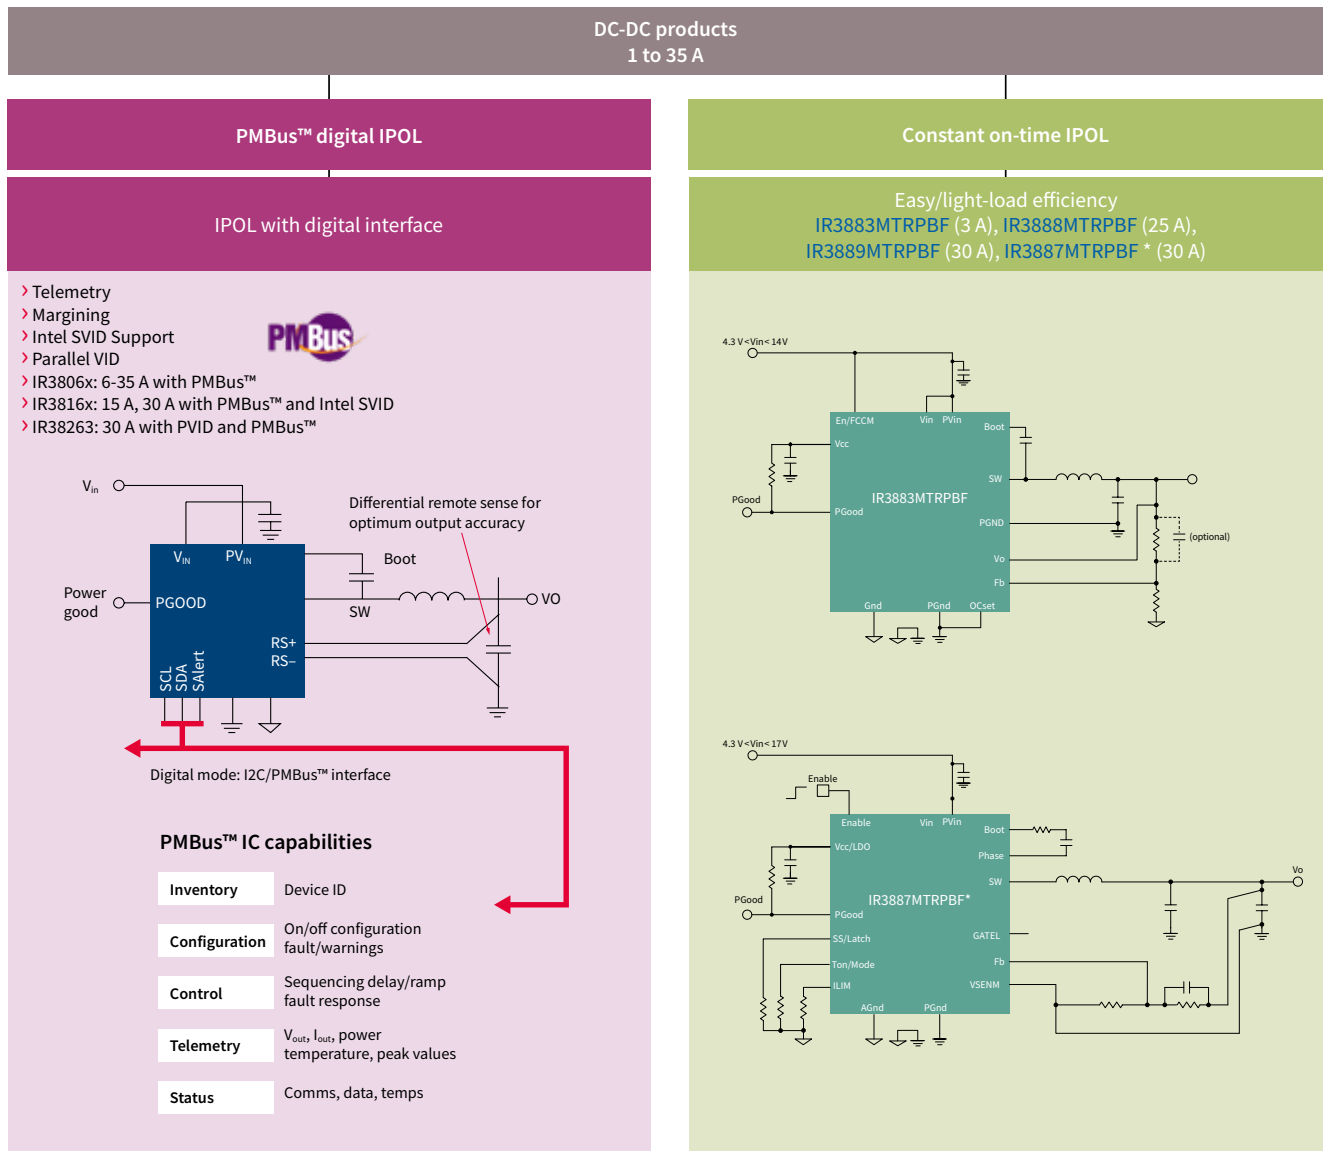 DC-DC products
1 to 35 A
PMBus™ digital IPOL
IPOL with digital interface
› Telemetry
› Margining
› Intel SVID Support
› Parallel VID
› IR3806x: 6-35 A with PMBus™
› IR3816x: 15 A, 30 A with PMBus™ and Intel SVID
› IR38263: 30 A with PVID and PMBus™
PMBus
Vin
Differential remote sense for
optimum output accuracy
VIN
PVIN
Boot
Power
good
PGOOD
SW
VO
RS+
RS–
SCL
SDA
SAlert
Digital mode: I2C/PMBus™ interface
PMBus™ IC capabilities
Inventory
Device ID
Configuration
On/off configuration
fault/warnings
Control
Sequencing delay/ramp
fault response
Telemetry
Vout, Iout, power
temperature, peak values
Status
Comms, data, temps
Constant on-time IPOL
Easy/light-load efficiency
IR3883MTRPBF (3 A), IR3888MTRPBF (25 A),
IR3889MTRPBF (30 A), IR3887MTRPBF * (30 A)
4.3 V <Vin< 14V
En/FCCM
Vin
PVin
Boot
Vcc
SW
IR3883MTRPBF
PGood
PGood
PGND
(optional)
Vo
Fb
Gnd
PGnd
OCset
4.3 V <Vin< 17V
Enable
Enable
Vin
PVin
Boot
Vcc/LDO
Phase
Vo
SW
IR3887MTRPBF*
PGood
PGood
SS/Latch
GATEL
Ton/Mode
Fb
ILIM
VSENM
AGnd
PGnd